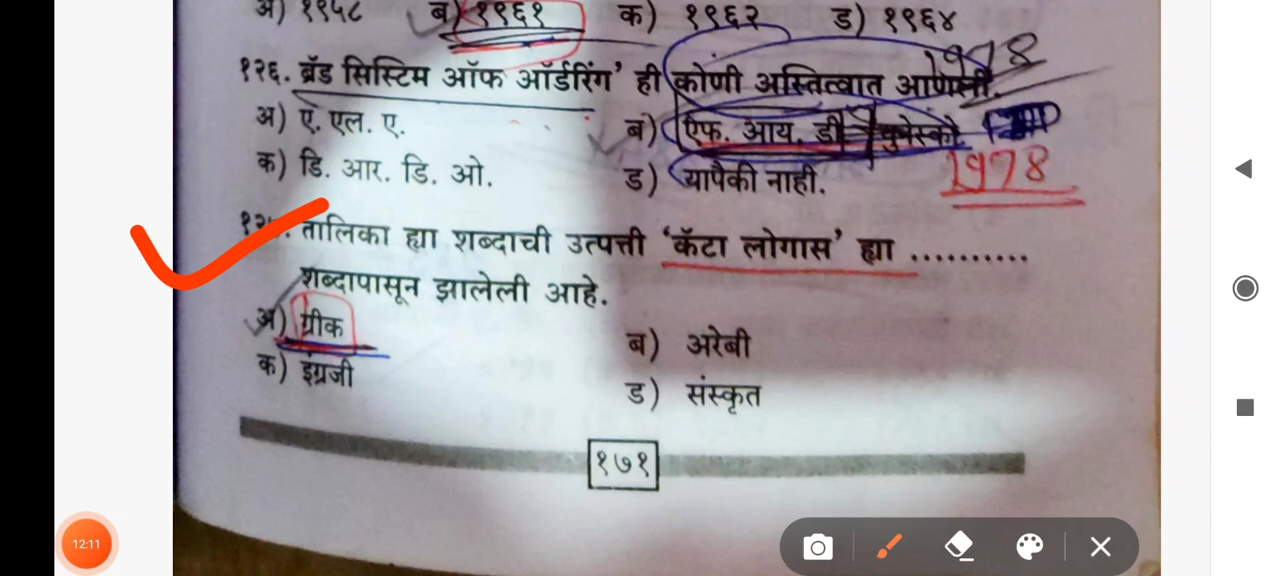 अ) १९५८ ब) १९६१ क) १९६२ ड) १९६४
1978
१२६. ब्रॅड सिस्टिम ऑफ ऑर्डरिंग' ही कोणी अस्तित्वात आणली.
अ) ऐ. एल. ए. ब) ऐफ. आय. डी युनेस्को.
क) डि. आर. डि. ओ. ड) यापैकी नाही. 1978
तालिका ह्या शब्दाची उत्पत्ती ‘कॅटा लोगास’ ह्या ..........
शब्दापासून झालेली आहे.
अ) ग्रीक ब) अरेबी
क) इंग्रजी ड) संस्कृत
१७१
12:11